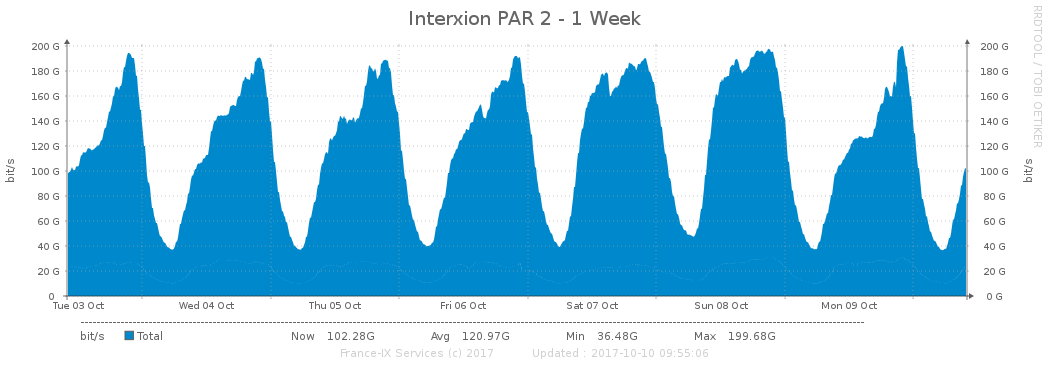 Interxion PAR 2 - 1 Week
RRDTOOL / TOBI OETIKER
bit/s
200 G 200 G
180 G 180 G
160 G 160 G
140 G 140 G
120 G 120 G
100 G 100 G
80 G 80 G
60 G 60 G
40 G 40 G
20 G 20 G
0 0 G
bit/s
Tue 03 Oct Wed 04 Oct Thu 05 Oct Fri 06 Oct Sat 07 Oct Sun 08 Oct Mon 09 Oct
bit/s Total Now 102.28G Avg 120.97G Min 36.48G Max 199.68G
France-IX Services (c) 2017 Updated : 2017-10-10 09:55:06